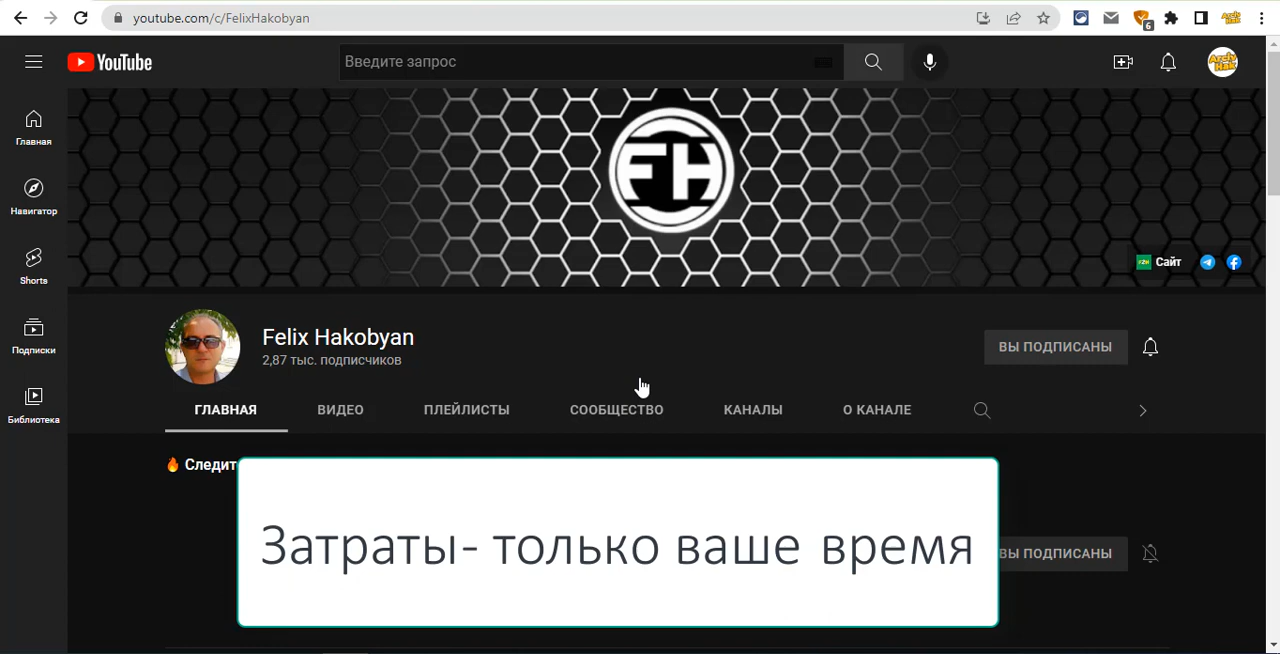 youtube.com/c/FelixHakobyan
6
YouTube
Введите запрос
Главная
Навигатор
Shorts
Подписки
Библиотека
FH
Сайт
Felix Hakobyan
2,87 тыс. подписчиков
ВЫ ПОДПИСАНЫ
ГЛАВНАЯ
ВИДЕО
ПЛЕЙЛИСТЫ
СООБЩЕСТВО
КАНАЛЫ
О КАНАЛЕ
🔥 Следит
Затраты- только ваше время
ВЫ ПОДПИСАНЫ